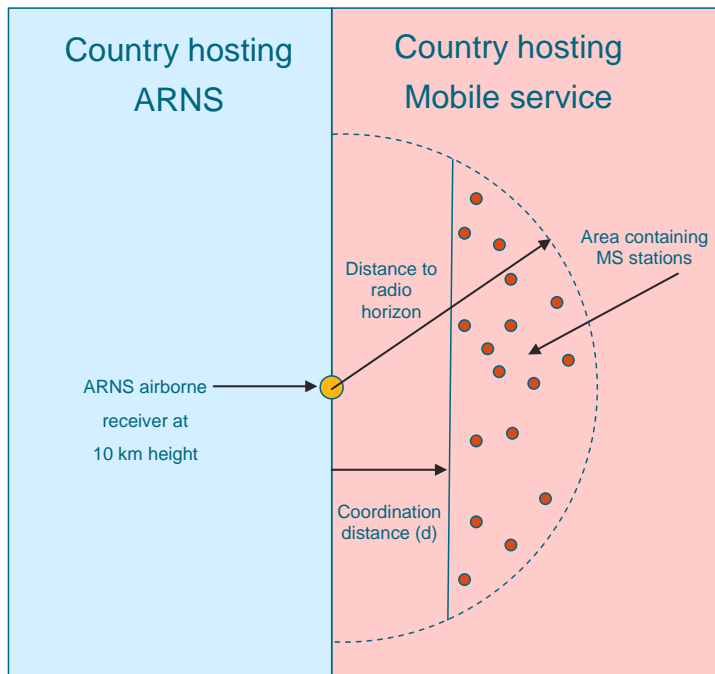 Country hosting
ARNS
Country hosting
Mobile service
Area containing
MS stations
Distance to
radio
horizon
ARNS airborne
receiver at
10 km height
Coordination
distance (d)